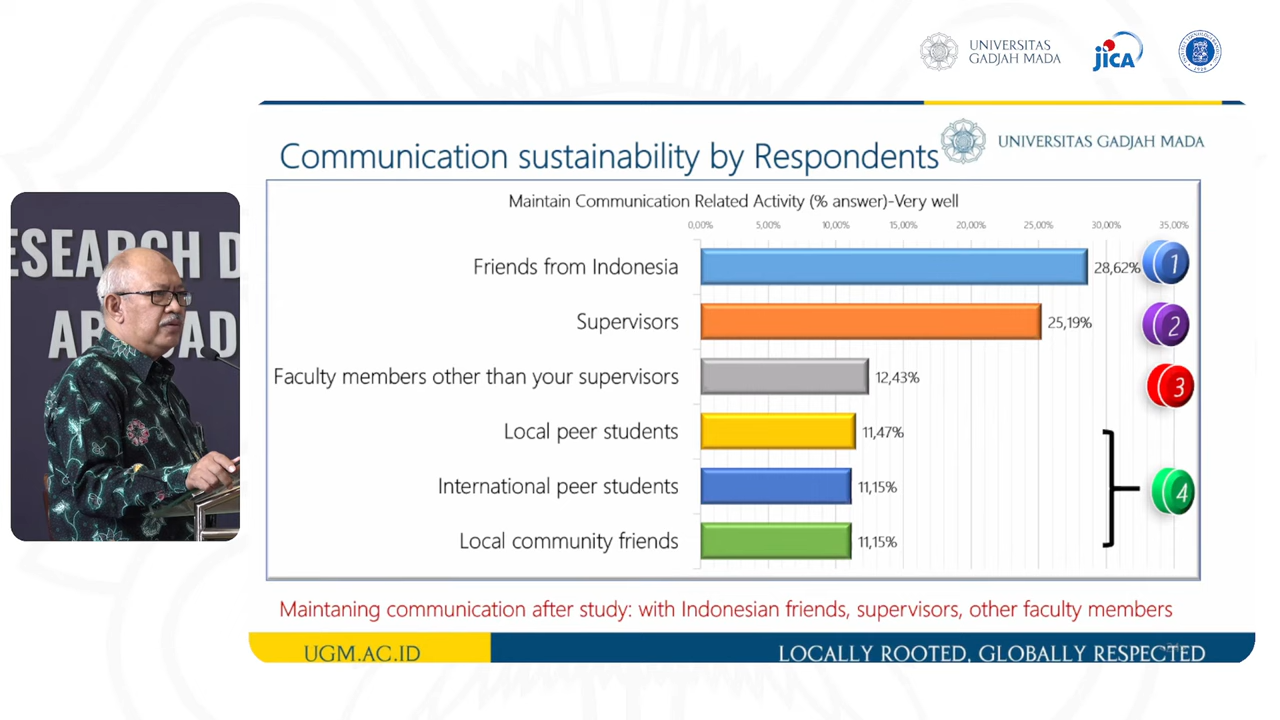 UNIVERSITAS
GADJAH MADA
JICA
Communication sustainability by Respondents
UNIVERSITAS GADJAH MADA
Maintain Communication Related Activity (% answer)-Very well
0,00% 5,00% 10,00% 15,00% 20,00% 25,00% 30,00% 35,00%
Friends from Indonesia 28,62% 1
Supervisors 25,19% 2
Faculty members other than your supervisors 12,43% 3
Local peer students 11,47%
International peer students 11,15% 4
Local community friends 11,15%
Maintaning communication after study: with Indonesian friends, supervisors, other faculty members
UGM.AC.ID
LOCALLY ROOTED, GLOBALLY RESPECTED
ESEARCH D
AD